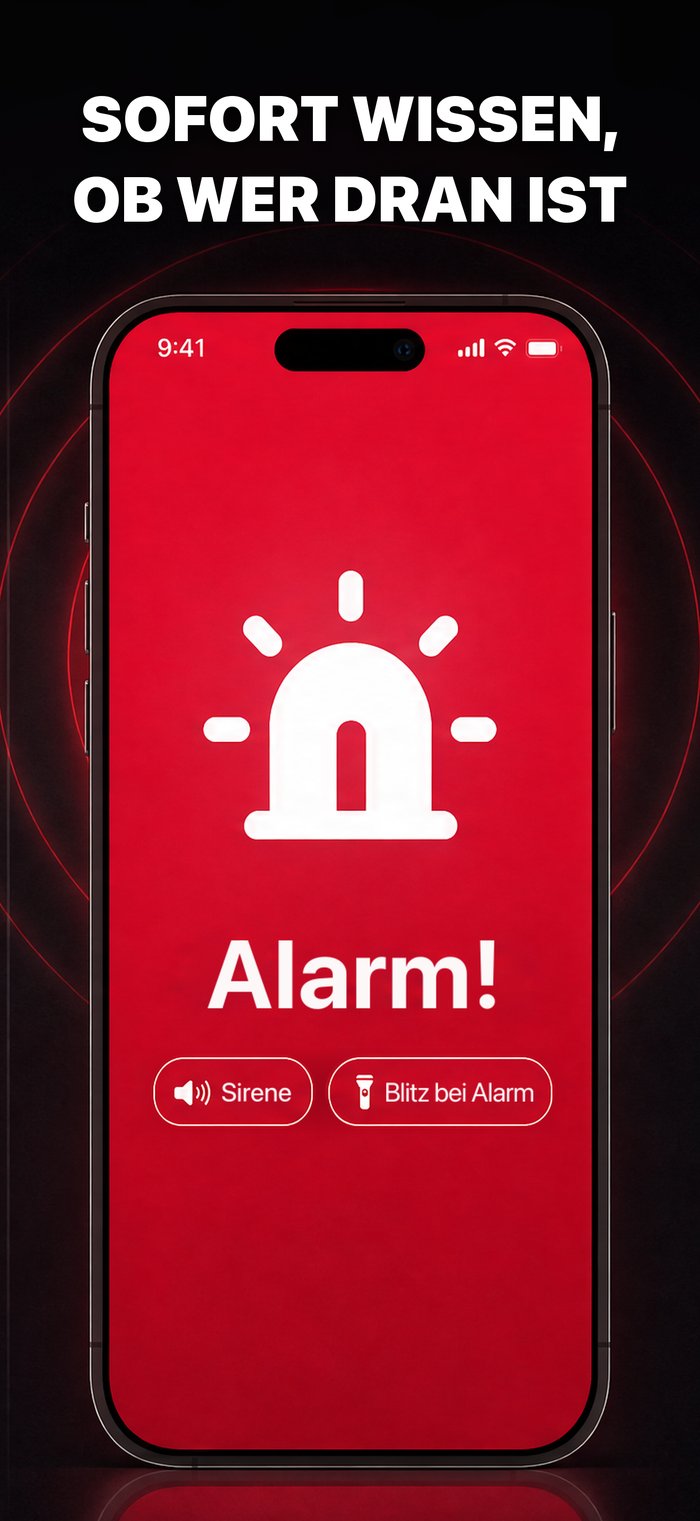 SOFORT WISSEN,
OB WER DRAN IST
9:41
Alarm!
Sirene
Blitz bei Alarm